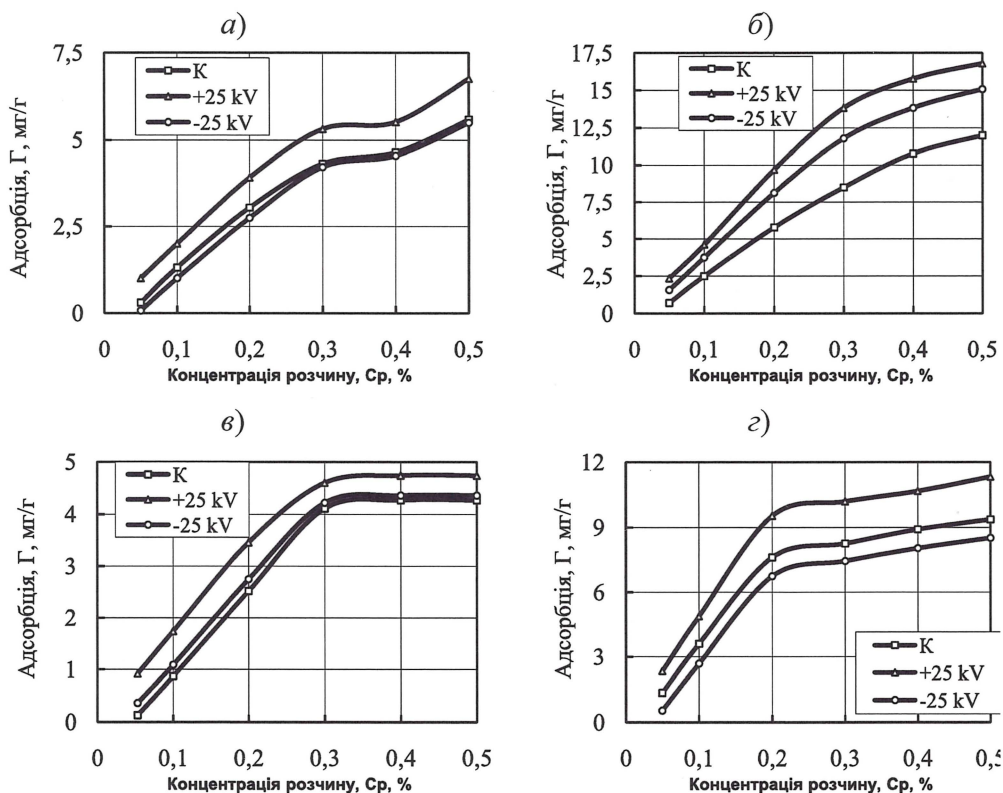 а)
7,5
5
2,5
0
К
+25 kV
-25 kV
Адсорбція, Г, мг/г
0 0,1 0,2 0,3 0,4 0,5
Концентрація розчину, Ср, %
б)
17,5
15
12,5
10
7,5
5
2,5
0
К
+25 kV
-25 kV
Адсорбція, Г, мг/г
0 0,1 0,2 0,3 0,4 0,5
Концентрація розчину, Ср, %
в)
5
4
3
2
1
0
К
+25 kV
-25 kV
Адсорбція, Г, мг/г
0 0,1 0,2 0,3 0,4 0,5
Концентрація розчину, Ср, %
г)
12
9
6
3
0
К
+25 kV
-25 kV
Адсорбція, Г, мг/г
0 0,1 0,2 0,3 0,4 0,5
Концентрація розчину, Ср, %